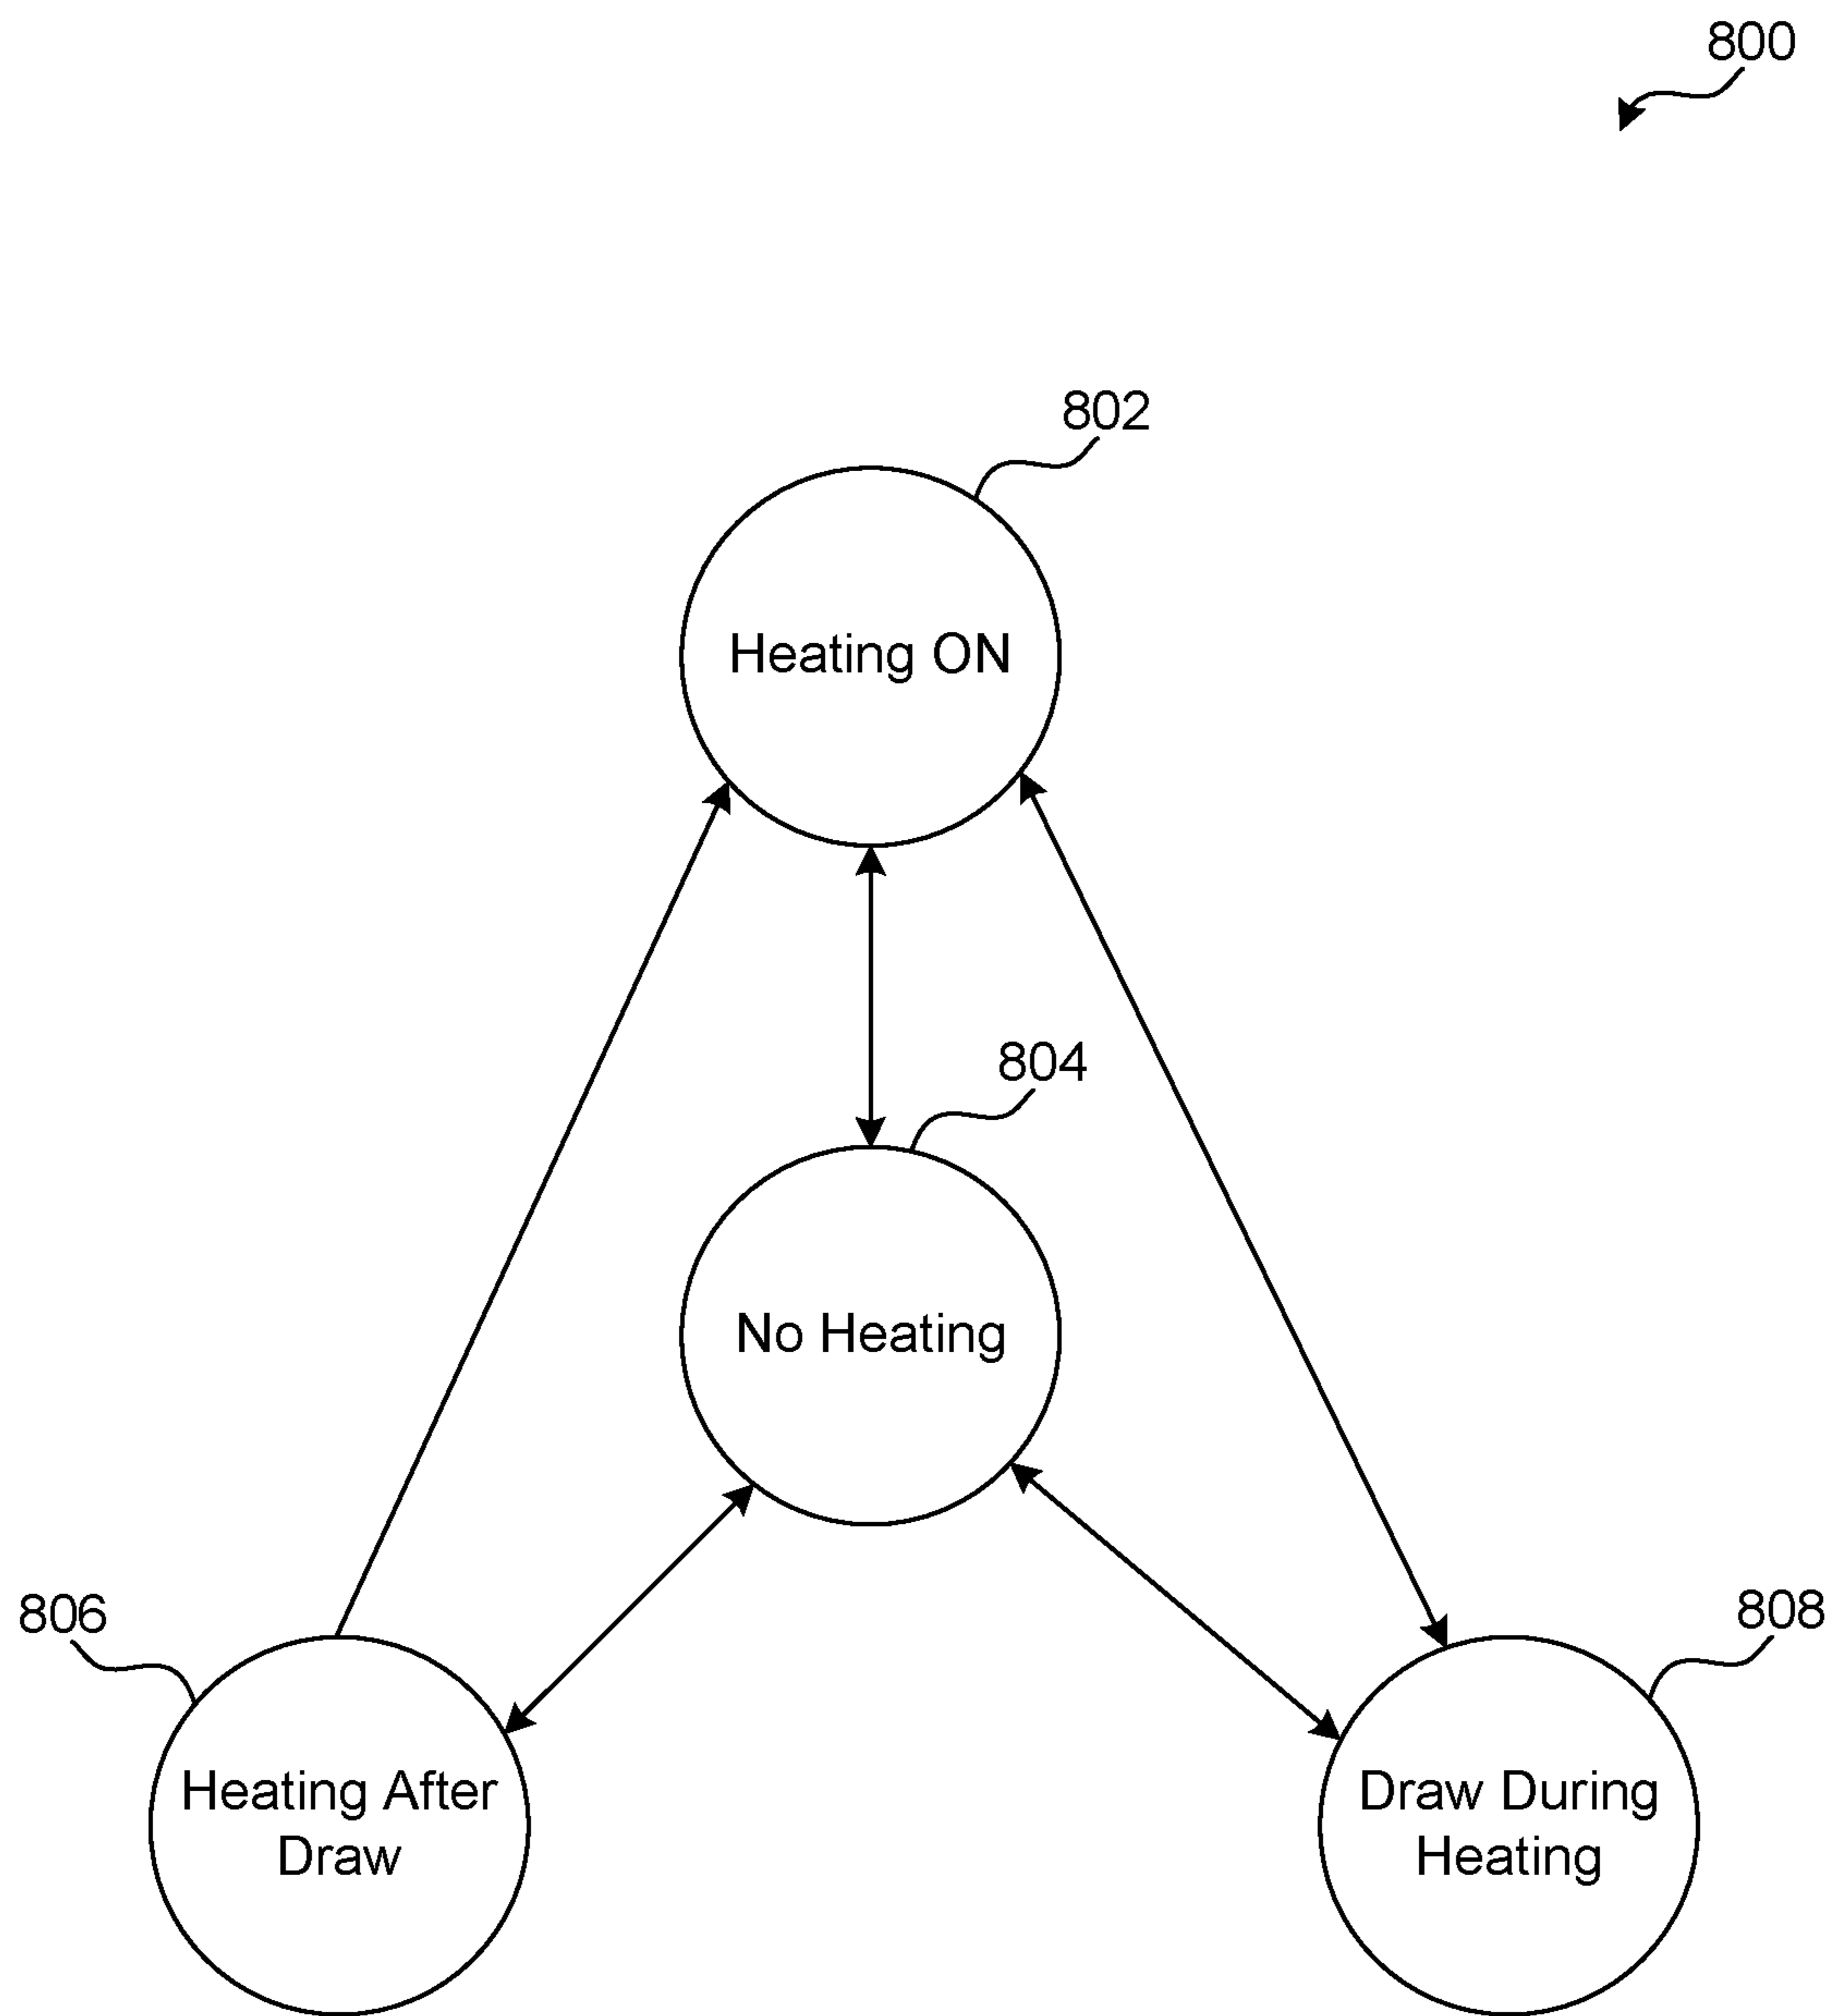 800
802
Heating ON
804
No Heating
806
808
Heating After
Draw
Draw During
Heating